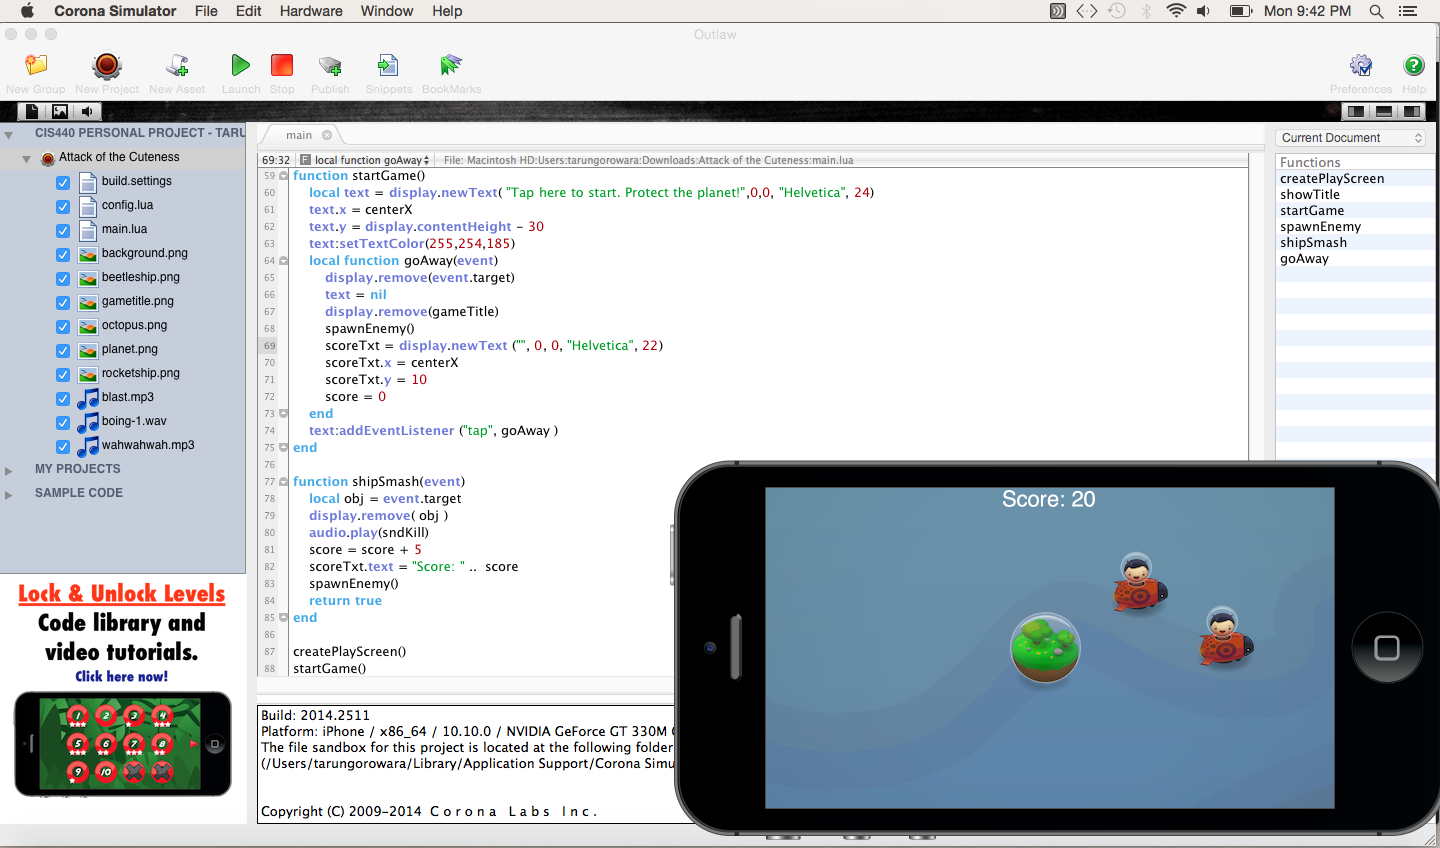 Corona Simulator File Edit Hardware Window Help Mon 9:42 PM
Outlaw
New Group New Project New Asset Launch Stop Publish Snippets BookMarks Preferences Help
CIS440 PERSONAL PROJECT - TARU
Attack of the Cuteness
build.settings
config.lua
main.lua
background.png
beetleship.png
gametitle.png
octopus.png
planet.png
rocketship.png
blast.mp3
boing-1.wav
wahwahwah.mp3
MY PROJECTS
SAMPLE CODE
Lock & Unlock Levels
Code library and
video tutorials.
Click here now!
1 2 3 4
5 6 7 8
9 10
main
69:32 F local function goAway File: Macintosh HD:Users:tarungorowara:Downloads:Attack of the Cuteness:main.lua
59 function startGame()
60 local text = display.newText( "Tap here to start. Protect the planet!",0,0, "Helvetica", 24)
61 text.x = centerX
62 text.y = display.contentHeight - 30
63 text:setTextColor(255,254,185)
64 local function goAway(event)
65 display.remove(event.target)
66 text = nil
67 display.remove(gameTitle)
68 spawnEnemy()
69 scoreTxt = display.newText ("", 0, 0, "Helvetica", 22)
70 scoreTxt.x = centerX
71 scoreTxt.y = 10
72 score = 0
73 end
74 text:addEventListener ("tap", goAway )
75 end
76
77 function shipSmash(event)
78 local obj = event.target
79 display.remove( obj )
80 audio.play(sndKill)
81 score = score + 5
82 scoreTxt.text = "Score: " .. score
83 spawnEnemy()
84 return true
85 end
86
87 createPlayScreen()
88 startGame()
Build: 2014.2511
Platform: iPhone / x86_64 / 10.10.0 / NVIDIA GeForce GT 330M
The file sandbox for this project is located at the following folder
(/Users/tarungorowara/Library/Application Support/Corona Simu
Copyright (C) 2009-2014 C o r o n a L a b s I n c .
Current Document
Functions
createPlayScreen
showTitle
startGame
spawnEnemy
shipSmash
goAway
Score: 20